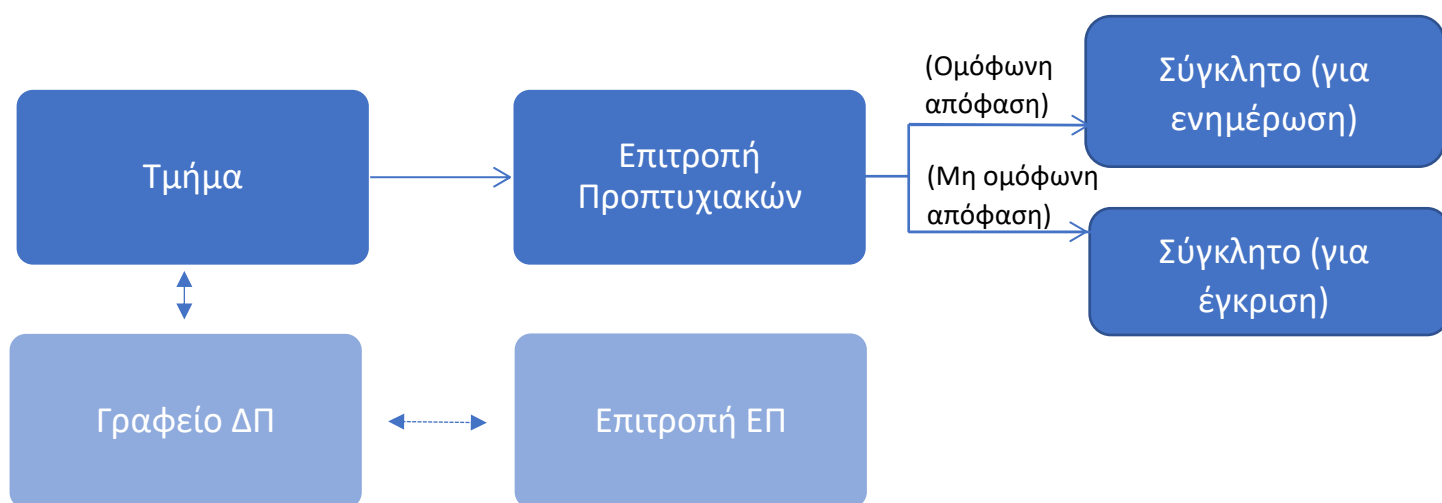 Τμήμα
Επιτροπή
Προπτυχιακών
(Ομόφωνη
απόφαση)
Σύγκλητο (για
ενημέρωση)
(Μη ομόφωνη
απόφαση)
Σύγκλητο (για
έγκριση)
Γραφείο ΔΠ
Επιτροπή ΕΠ